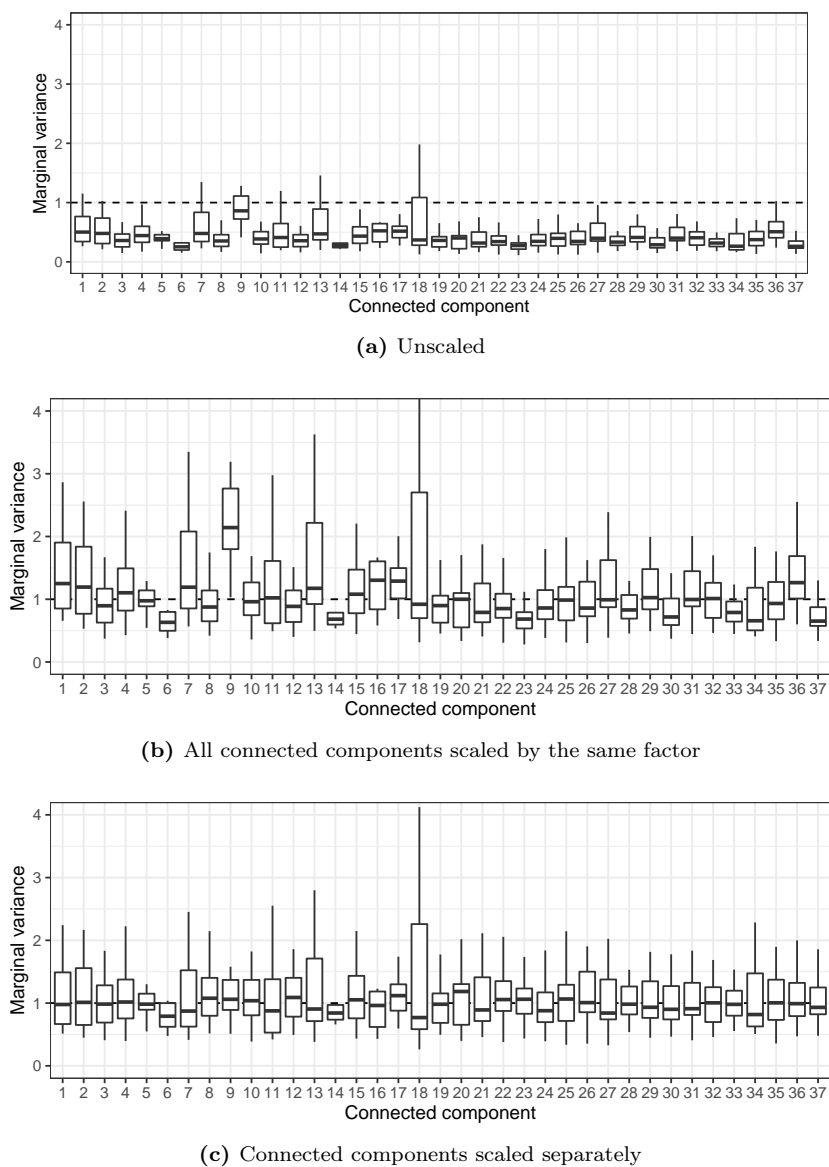 4
3
2
1
0
Marginal variance
1 2 3 4 5 6 7 8 9 10 11 12 13 14 15 16 17 18 19 20 21 22 23 24 25 26 27 28 29 30 31 32 33 34 35 36 37
Connected component
(a) Unscaled
4
3
2
1
0
Marginal variance
1 2 3 4 5 6 7 8 9 10 11 12 13 14 15 16 17 18 19 20 21 22 23 24 25 26 27 28 29 30 31 32 33 34 35 36 37
Connected component
(b) All connected components scaled by the same factor
4
3
2
1
0
Marginal variance
1 2 3 4 5 6 7 8 9 10 11 12 13 14 15 16 17 18 19 20 21 22 23 24 25 26 27 28 29 30 31 32 33 34 35 36 37
Connected component
(c) Connected components scaled separately